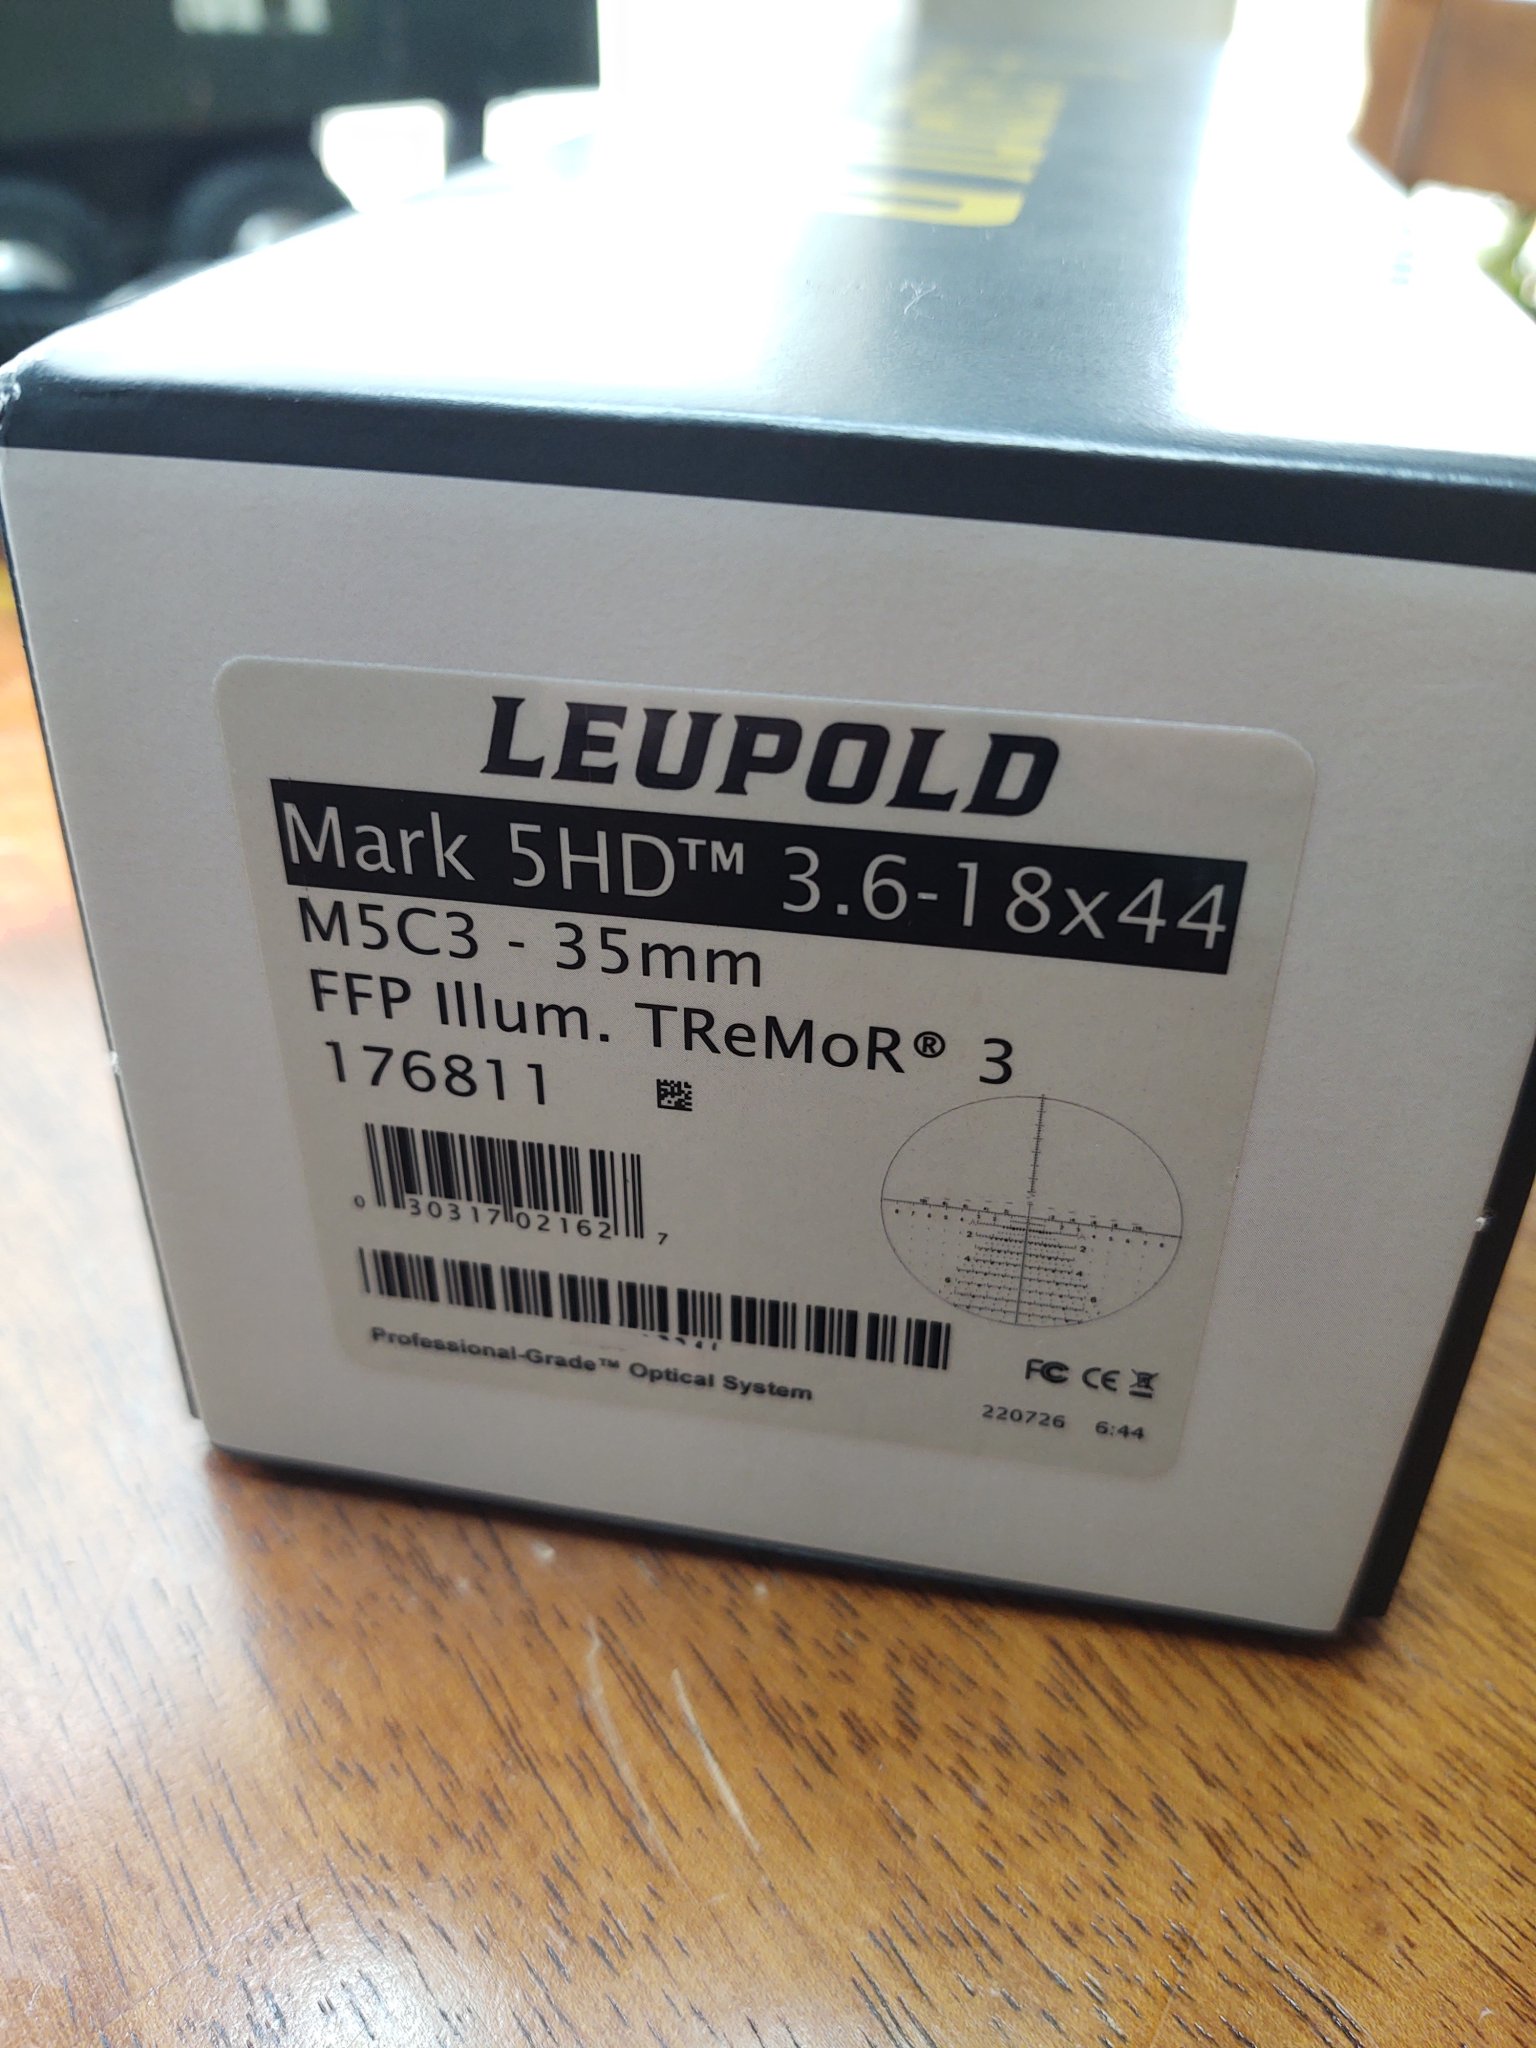 LEUPOLD
Mark 5HD™ 3.6-18x44
M5C3 - 35mm
FFP Illum. TReMoR® 3
176811
0 30317 02162 7
Professional-Grade™ Optical System
FC CE
220726 6:44